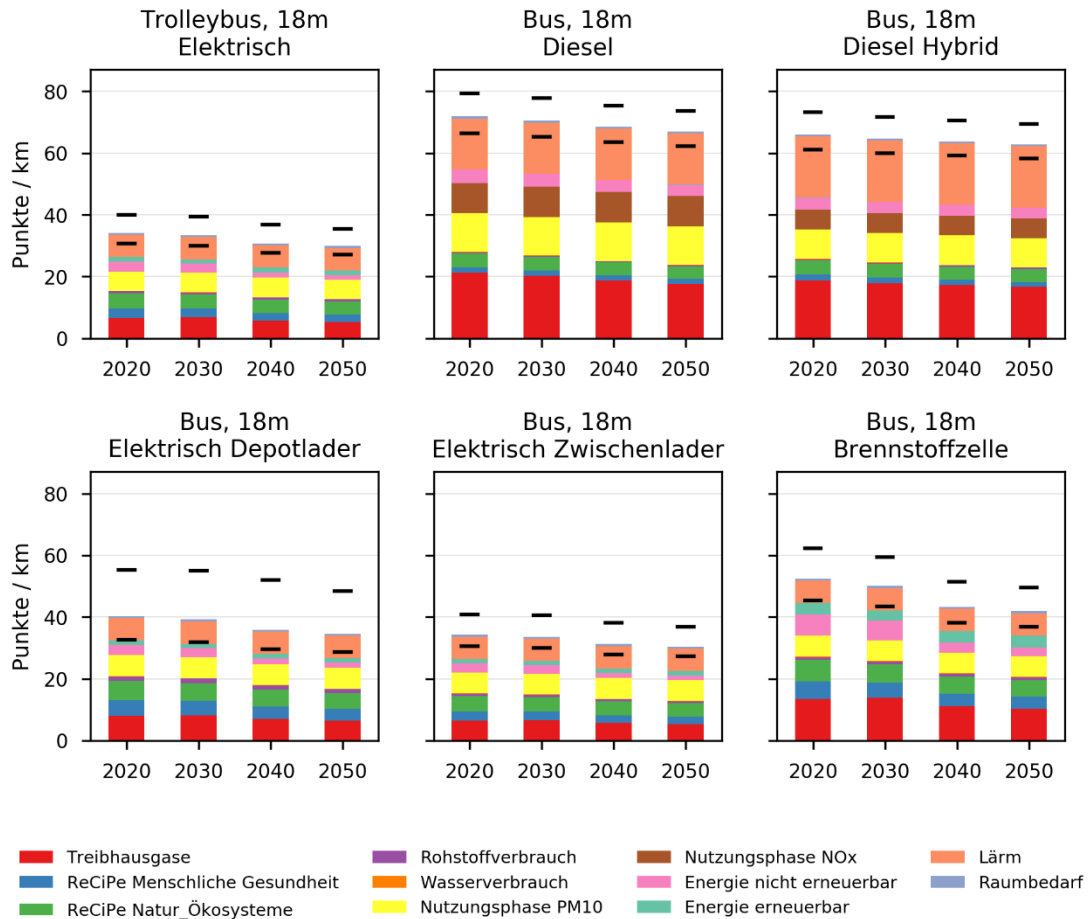 Trolleybus, 18m
Elektrisch
Bus, 18m
Diesel
Bus, 18m
Diesel Hybrid
Punkte / km
80
60
40
20
0
2020 2030 2040 2050
2020 2030 2040 2050
2020 2030 2040 2050
Bus, 18m
Elektrisch Depotlader
Bus, 18m
Elektrisch Zwischenlader
Bus, 18m
Brennstoffzelle
Punkte / km
80
60
40
20
0
2020 2030 2040 2050
2020 2030 2040 2050
2020 2030 2040 2050
Treibhausgase
ReCiPe Menschliche Gesundheit
ReCiPe Natur_Ökosysteme
Rohstoffverbrauch
Wasserverbrauch
Nutzungsphase PM10
Nutzungsphase NOx
Energie nicht erneuerbar
Energie erneuerbar
Lärm
Raumbedarf